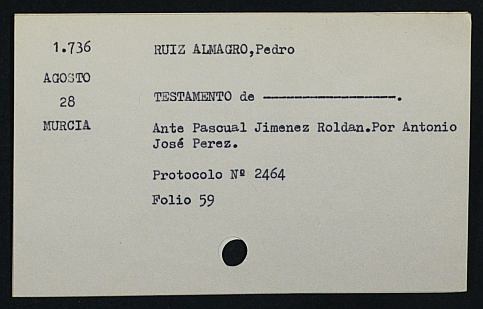 1.736
RUIZ ALMAGRO,Pedro
AGOSTO
28
TESTAMENTO de ------------------.
MURCIA
Ante Pascual Jimenez Roldan.Por Antonio
José Perez.
Protocolo Nº 2464
Folio 59